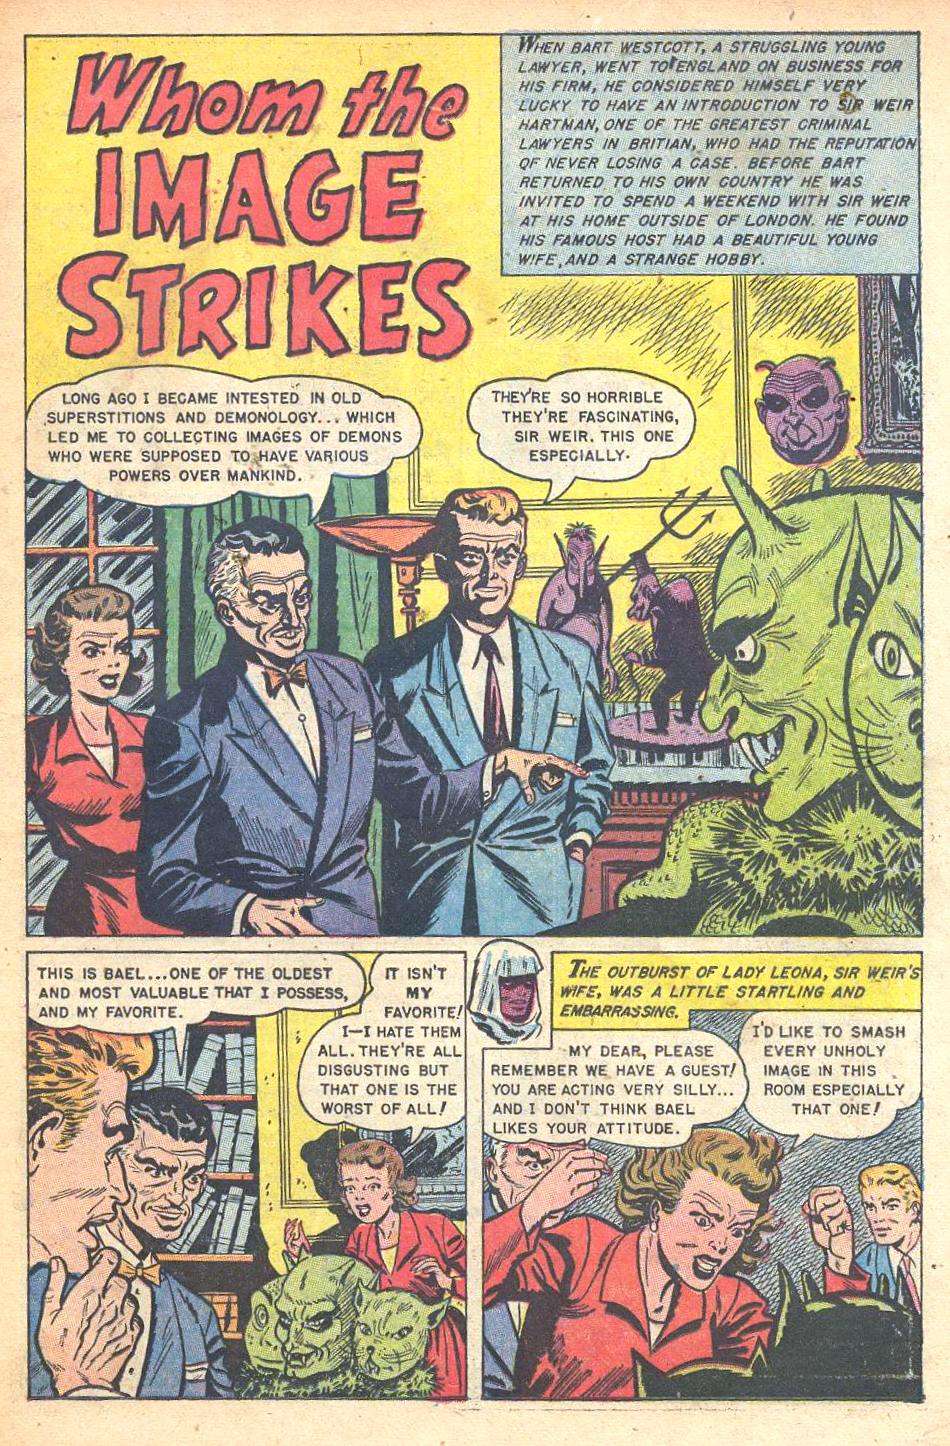 Whom the
IMAGE
STRIKES
WHEN BART WESTCOTT, A STRUGGLING YOUNG
LAWYER, WENT TO ENGLAND ON BUSINESS FOR
HIS FIRM, HE CONSIDERED HIMSELF VERY
LUCKY TO HAVE AN INTRODUCTION TO SIR WEIR
HARTMAN, ONE OF THE GREATEST CRIMINAL
LAWYERS IN BRITIAN, WHO HAD THE REPUTATION
OF NEVER LOSING A CASE. BEFORE BART
RETURNED TO HIS OWN COUNTRY HE WAS
INVITED TO SPEND A WEEKEND WITH SIR WEIR
AT HIS HOME OUTSIDE OF LONDON. HE FOUND
HIS FAMOUS HOST HAD A BEAUTIFUL YOUNG
WIFE, AND A STRANGE HOBBY.
LONG AGO I BECAME INTESTED IN OLD
SUPERSTITIONS AND DEMONOLOGY... WHICH
LED ME TO COLLECTING IMAGES OF DEMONS
WHO WERE SUPPOSED TO HAVE VARIOUS
POWERS OVER MANKIND.
THEY'RE SO HORRIBLE
THEY'RE FASCINATING,
SIR WEIR. THIS ONE
ESPECIALLY.
THIS IS BAEL...ONE OF THE OLDEST
AND MOST VALUABLE THAT I POSSESS,
AND MY FAVORITE.
IT ISN'T
MY
FAVORITE!
I—I HATE THEM
ALL. THEY'RE ALL
DISGUSTING BUT
THAT ONE IS THE
WORST OF ALL!
THE OUTBURST OF LADY LEONA, SIR WEIR'S
WIFE, WAS A LITTLE STARTLING AND
EMBARRASSING.
MY DEAR, PLEASE
REMEMBER WE HAVE A GUEST!
YOU ARE ACTING VERY SILLY...
AND I DON'T THINK BAEL
LIKES YOUR ATTITUDE.
I'D LIKE TO SMASH
EVERY UNHOLY
IMAGE IN THIS
ROOM ESPECIALLY
THAT ONE!